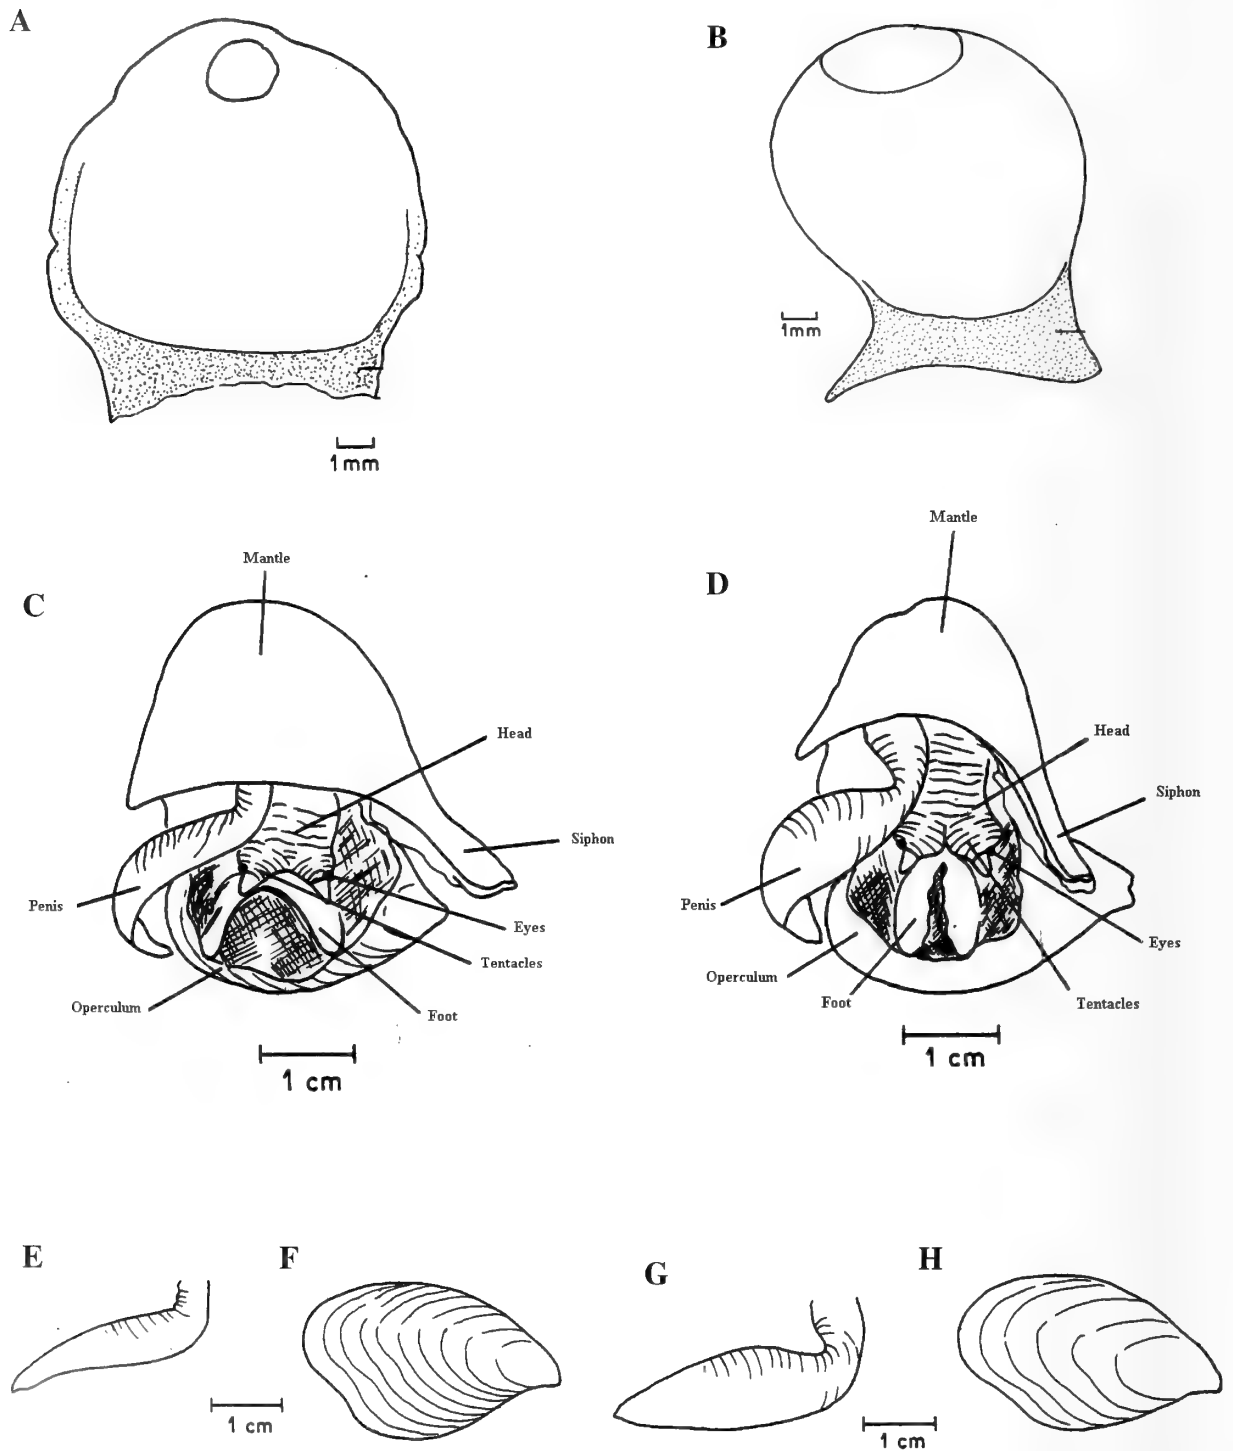 A
B
1mm
1mm
Mantle
C
Head
Siphon
Penis
Eyes
Tentacles
Operculum
Foot
1 cm
Mantle
D
Head
Siphon
Penis
Eyes
Operculum
Foot
Tentacles
1 cm
E
F
G
H
1 cm
1 cm